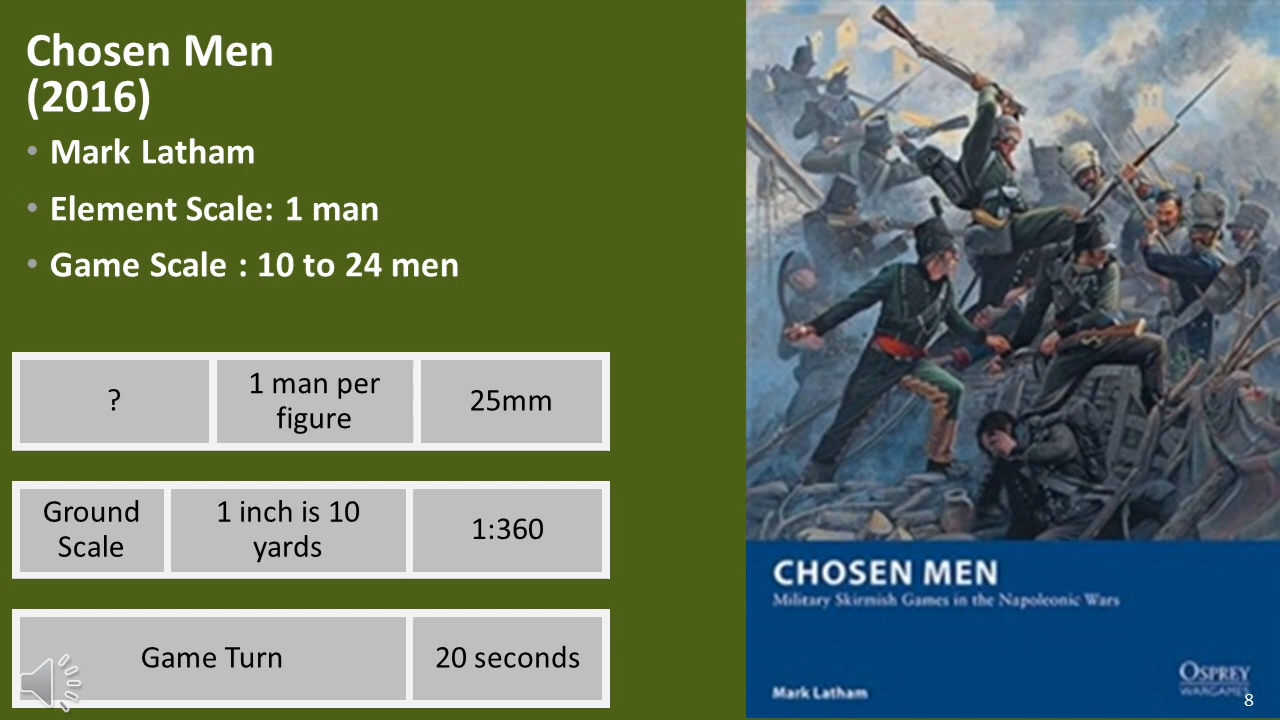 Chosen Men
(2016)
• Mark Latham
• Element Scale: 1 man
• Game Scale : 10 to 24 men
?
1 man per
figure
25mm
Ground
Scale
1 inch is 10
yards
1:360
Game Turn
20 seconds
CHOSEN MEN
Military Skirmish Games in the Napoleonic Wars
Mark Latham
OSPREY
WARGAMES
8